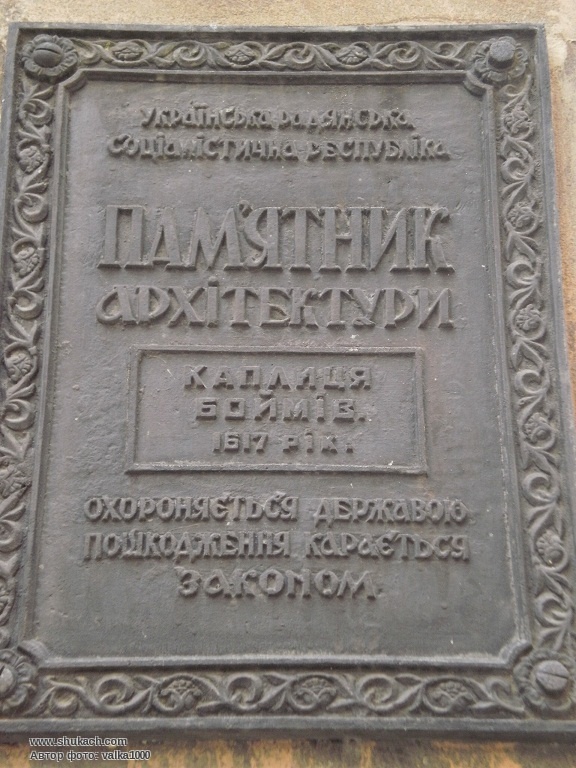 Українська Радянська
Соціалістична Республіка
Пам'ятник
архітектури
КАПЛИЦЯ
БОЇМІВ.
1617 РІК.
Охороняється державою
пошкодження карається
законом.
www.shukach.com
Автор фото: valka1000